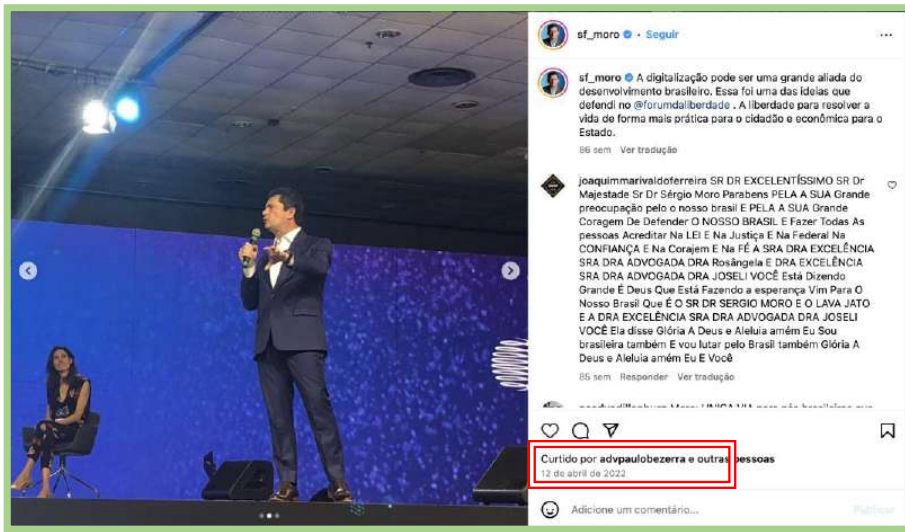 sf_moro • Seguir
sf_moro A digitalização pode ser uma grande aliada do
desenvolvimento brasileiro. Essa foi uma das ideias que
defendi no @forumdaliberdade . A liberdade para resolver a
vida de forma mais prática para o cidadão e econômica para o
Estado.
86 sem Ver tradução
joaquimmarivaldoferreira SR DR EXCELENTÍSSIMO SR Dr
Majestade Sr Dr Sérgio Moro Parabens PELA A SUA Grande
preocupação pelo o nosso brasil E PELA A SUA Grande
Coragem De Defender O NOSSO BRASIL E Fazer Todas As
pessoas Acreditar Na LEI E Na Justiça E Na Federal Na
CONFIANÇA E Na Corajem E Na FÉ A SRA DRA EXCELÊNCIA
SRA DRA ADVOGADA DRA Rosângela E DRA EXCELÊNCIA
SRA DRA ADVOGADA DRA JOSELI VOCÊ Está Dizendo
Grande É Deus Que Está Fazendo a esperança Vim Para O
Nosso Brasil Que É O SR DR SERGIO MORO E O LAVA JATO
E A DRA EXCELÊNCIA SRA DRA ADVOGADA DRA JOSELI
VOCÊ Ela disse Glória A Deus e Aleluia amém Eu Sou
brasileira também E vou lutar pelo Brasil também Glória A
Deus e Aleluia amém Eu E Você
85 sem Responder Ver tradução
Curtido por advpaulobezerra e outras pessoas
12 de abril de 2022
Adicione um comentário...
Publicar